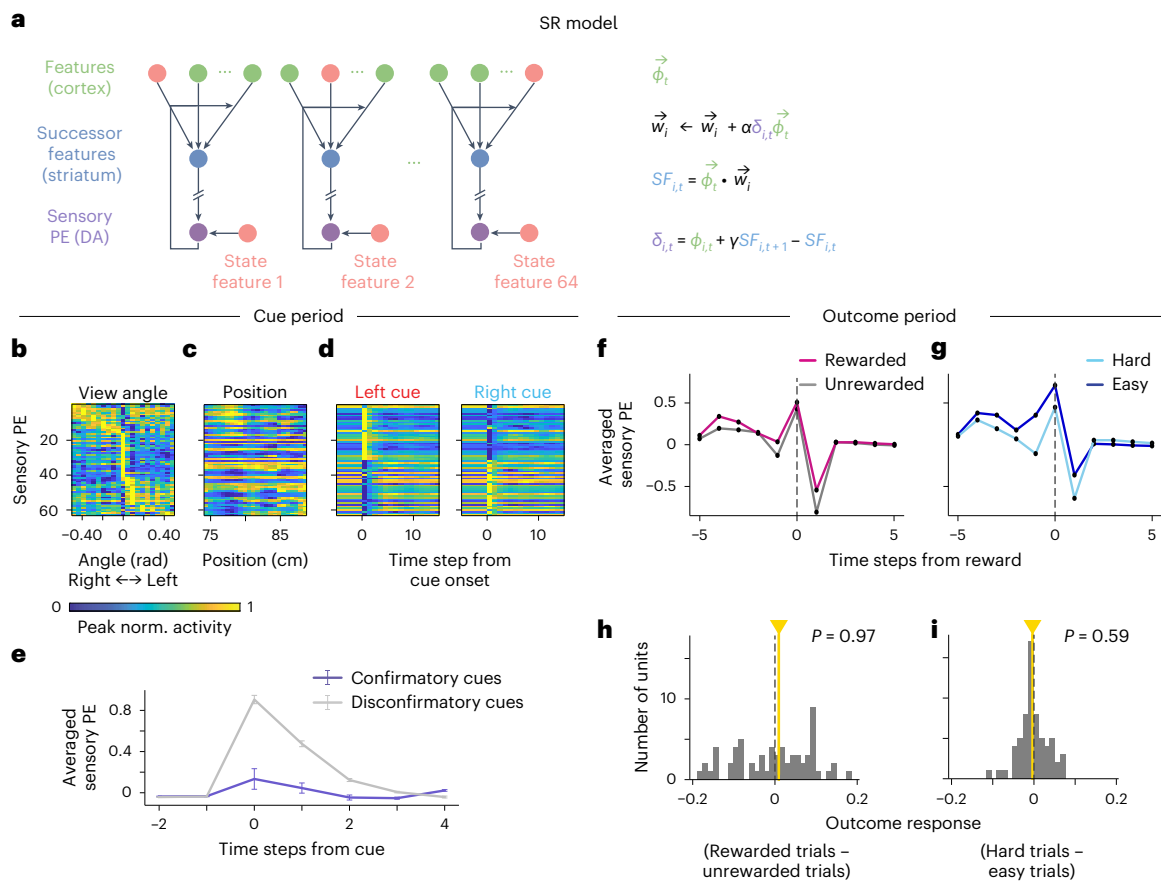 a
SR model
Features
(cortex)
... ... ...
Successor
features
(striatum)
...
Sensory
PE (DA)
State
feature 1
State
feature 2
State
feature 64
ϕ→t
w→i ← w→i + αδi,tϕ→t
SFi,t = ϕ→t • w→i
δi,t = ϕi,t + γSFi,t+1 – SFi,t
Cue period
Outcome period
b
c
d
View angle
Position
Left cue
Right cue
Sensory PE
20
40
60
–0.40 0 0.40 0.50
75 85
0 10
0 10
Angle (rad)
Right ←→ Left
Position (cm)
Time step from
cue onset
0 1
Peak norm. activity
e
Confirmatory cues
Disconfirmatory cues
Averaged
sensory PE
0.8
0.4
0
–2 0 2 4
Time steps from cue
f
Rewarded
Unrewarded
g
Hard
Easy
Averaged
sensory PE
0.5
0
–0.5
–5 0 5
–5 0 5
Time steps from reward
h
P = 0.97
i
P = 0.59
Number of units
10
0
–0.2 0 0.2
–0.2 0 0.2
Outcome response
(Rewarded trials –
unrewarded trials)
(Hard trials –
easy trials)